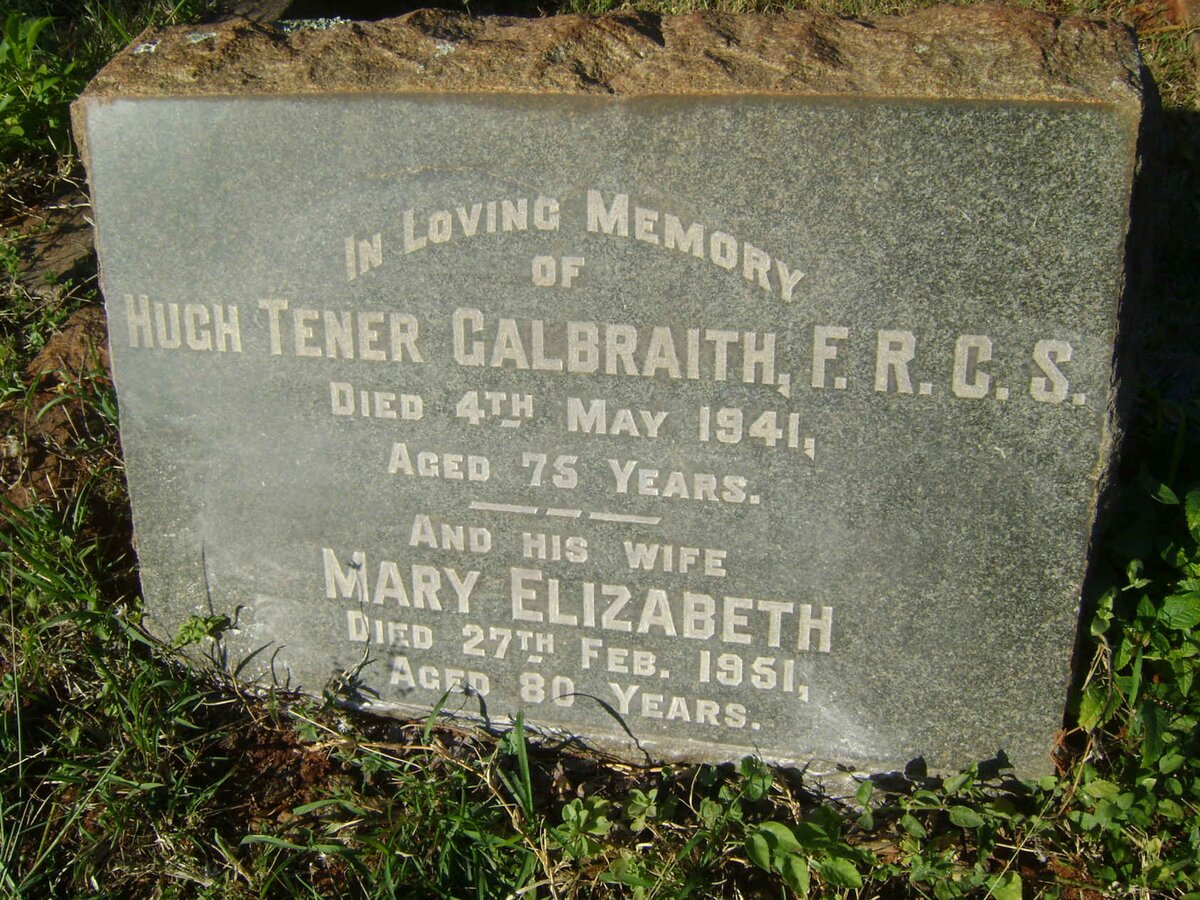 In Loving Memory
of
Hugh Tener Galbraith, F.R.C.S.
Died 4th May 1941,
Aged 75 Years.
And his wife
Mary Elizabeth
Died 27th Feb. 1951,
Aged 80 Years.